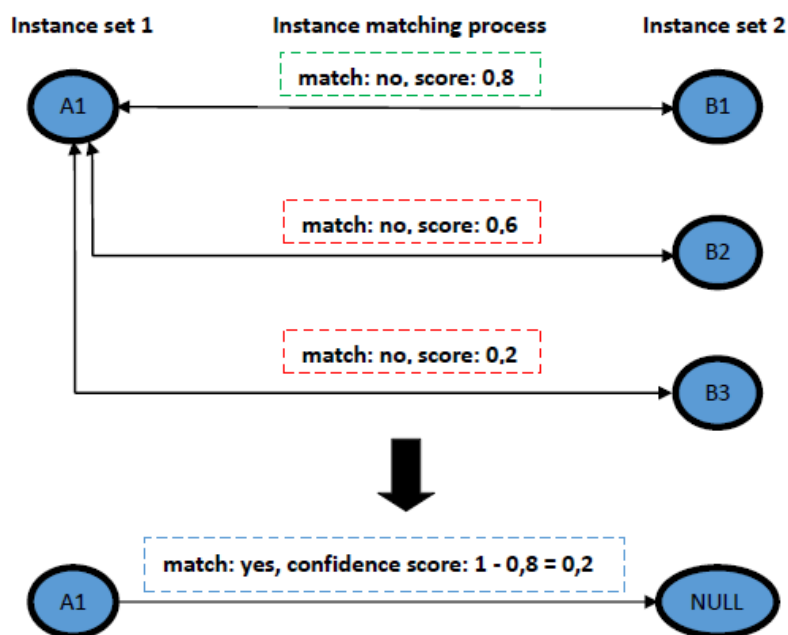 Instance set 1 Instance matching process Instance set 2
match: no, score: 0,8
A1 B1
match: no, score: 0,6
B2
match: no, score: 0,2
B3
match: yes, confidence score: 1 - 0,8 = 0,2
A1 NULL